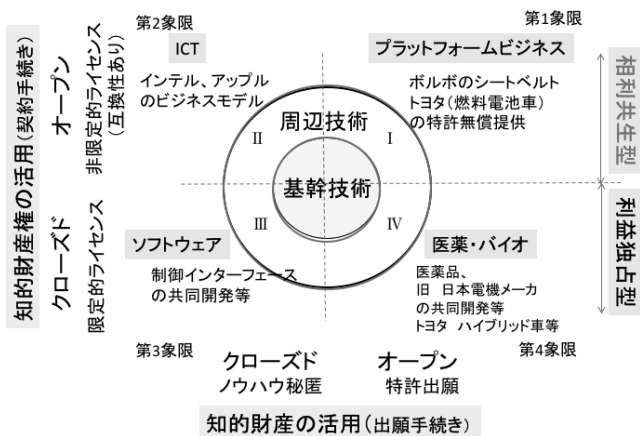 第2象限
第1象限
ICT
プラットフォームビジネス
インテル、アップル
のビジネスモデル
ボルボのシートベルト
トヨタ（燃料電池車）
の特許無償提供
知的財産権の活用（契約手続き）
オープン
非限定的ライセンス
（互換性あり）
クローズド
限定的ライセンス
相利共生型
利益独占型
周辺技術
Ⅱ
Ⅰ
基幹技術
Ⅲ
Ⅳ
ソフトウェア
医薬・バイオ
制御インターフェース
の共同開発等
医薬品、
旧 日本電機メーカ
の共同開発等
トヨタ ハイブリッド車等
第3象限
第4象限
クローズド
オープン
ノウハウ秘匿
特許出願
知的財産の活用（出願手続き）